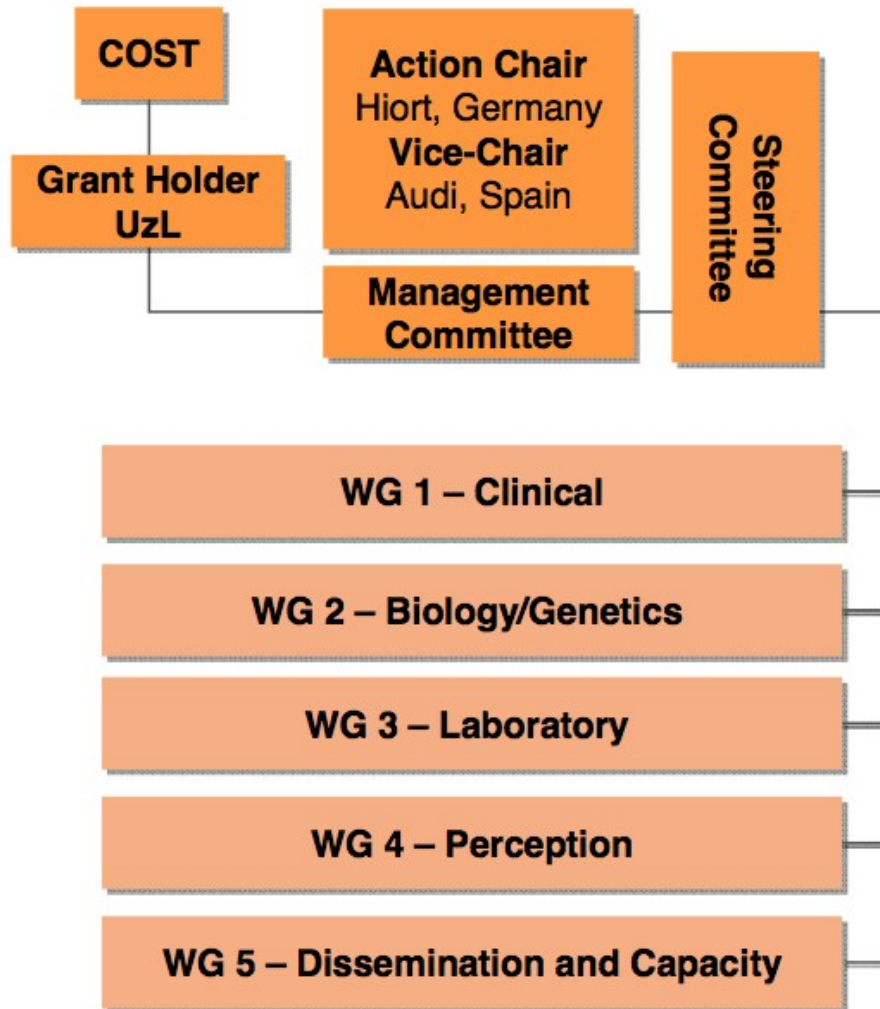 COST
Grant Holder
UzL
Action Chair
Hiort, Germany
Vice-Chair
Audi, Spain
Management
Committee
Steering
Committee
WG 1 – Clinical
WG 2 – Biology/Genetics
WG 3 – Laboratory
WG 4 – Perception
WG 5 – Dissemination and Capacity